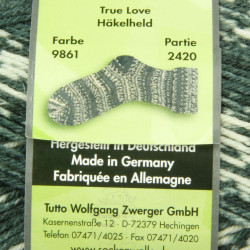 True Love
Häkelheld
Farbe Partie
9861 2420
Hergestellt in Deutschland
Made in Germany
Fabriquée en Allemagne
Tutto Wolfgang Zwerger GmbH
Kasernenstraße 12 · D-72379 Hechingen
Telefon 07471/4025 · Fax 07471/4020